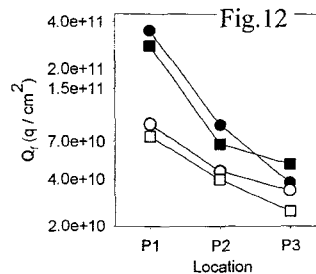 Fig.12
4.0e+11
2.0e+11
1.5e+11
7.0e+10
4.0e+10
2.0e+10
Qf (q / cm2)
P1 P2 P3
Location